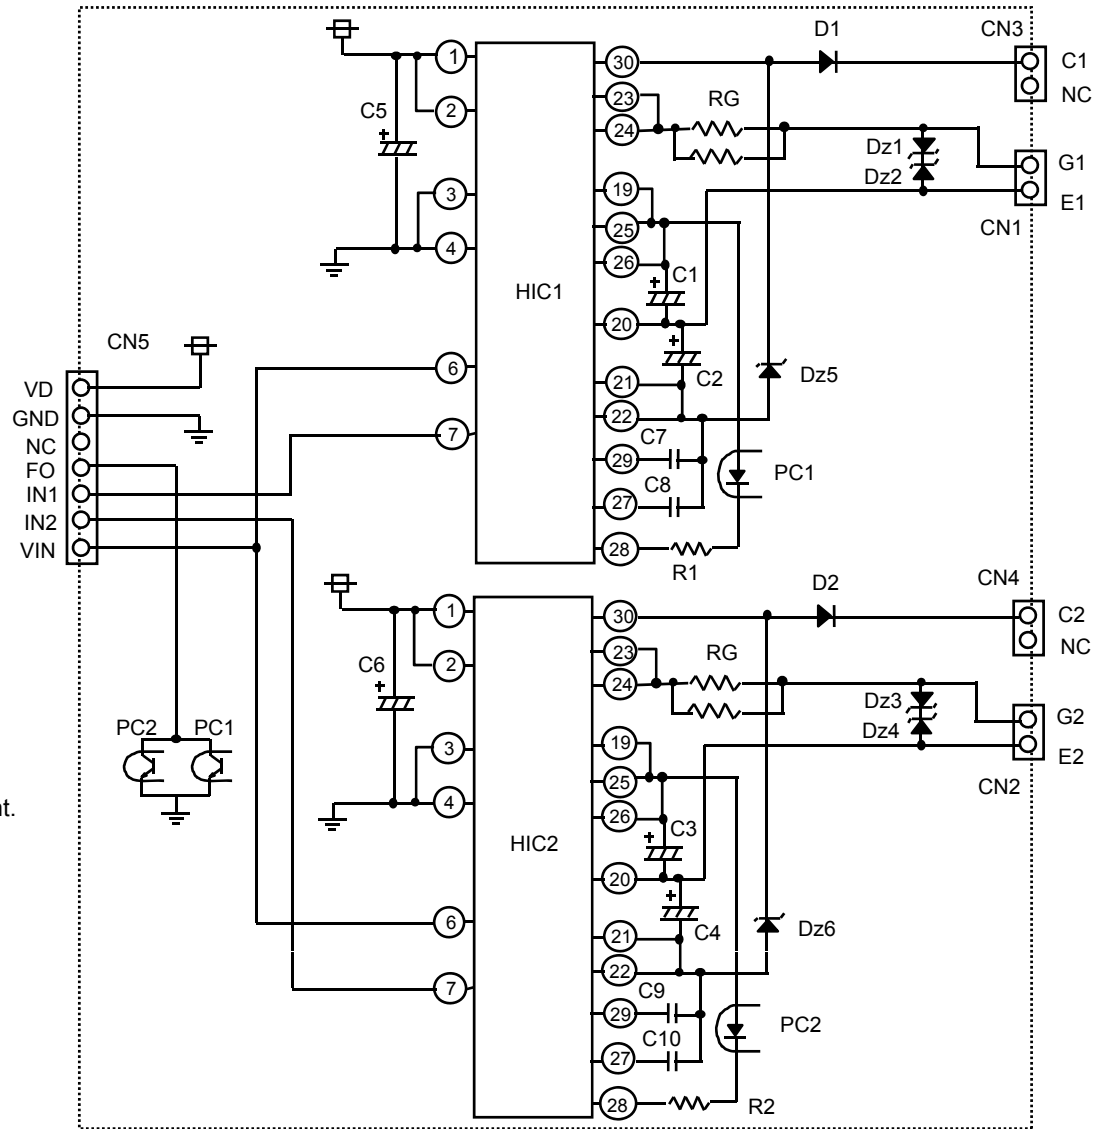 D1
CN3
1
30
C1
23
RG
NC
C5
+
2
24
Dz1
G1
Dz2
3
19
E1
25
CN1
4
26
C1
+
HIC1
20
CN5
+
6
C2
Dz5
VD
21
GND
22
NC
7
C7
FO
29
PC1
IN1
C8
27
IN2
VIN
28
R1
D2
CN4
1
30
C2
23
RG
NC
C6
2
24
+
Dz3
G2
PC2
PC1
Dz4
3
19
E2
25
CN2
4
nt.
26
C3
+
HIC2
20
+
6
C4
Dz6
21
22
7
C9
29
PC2
C10
27
28
R2